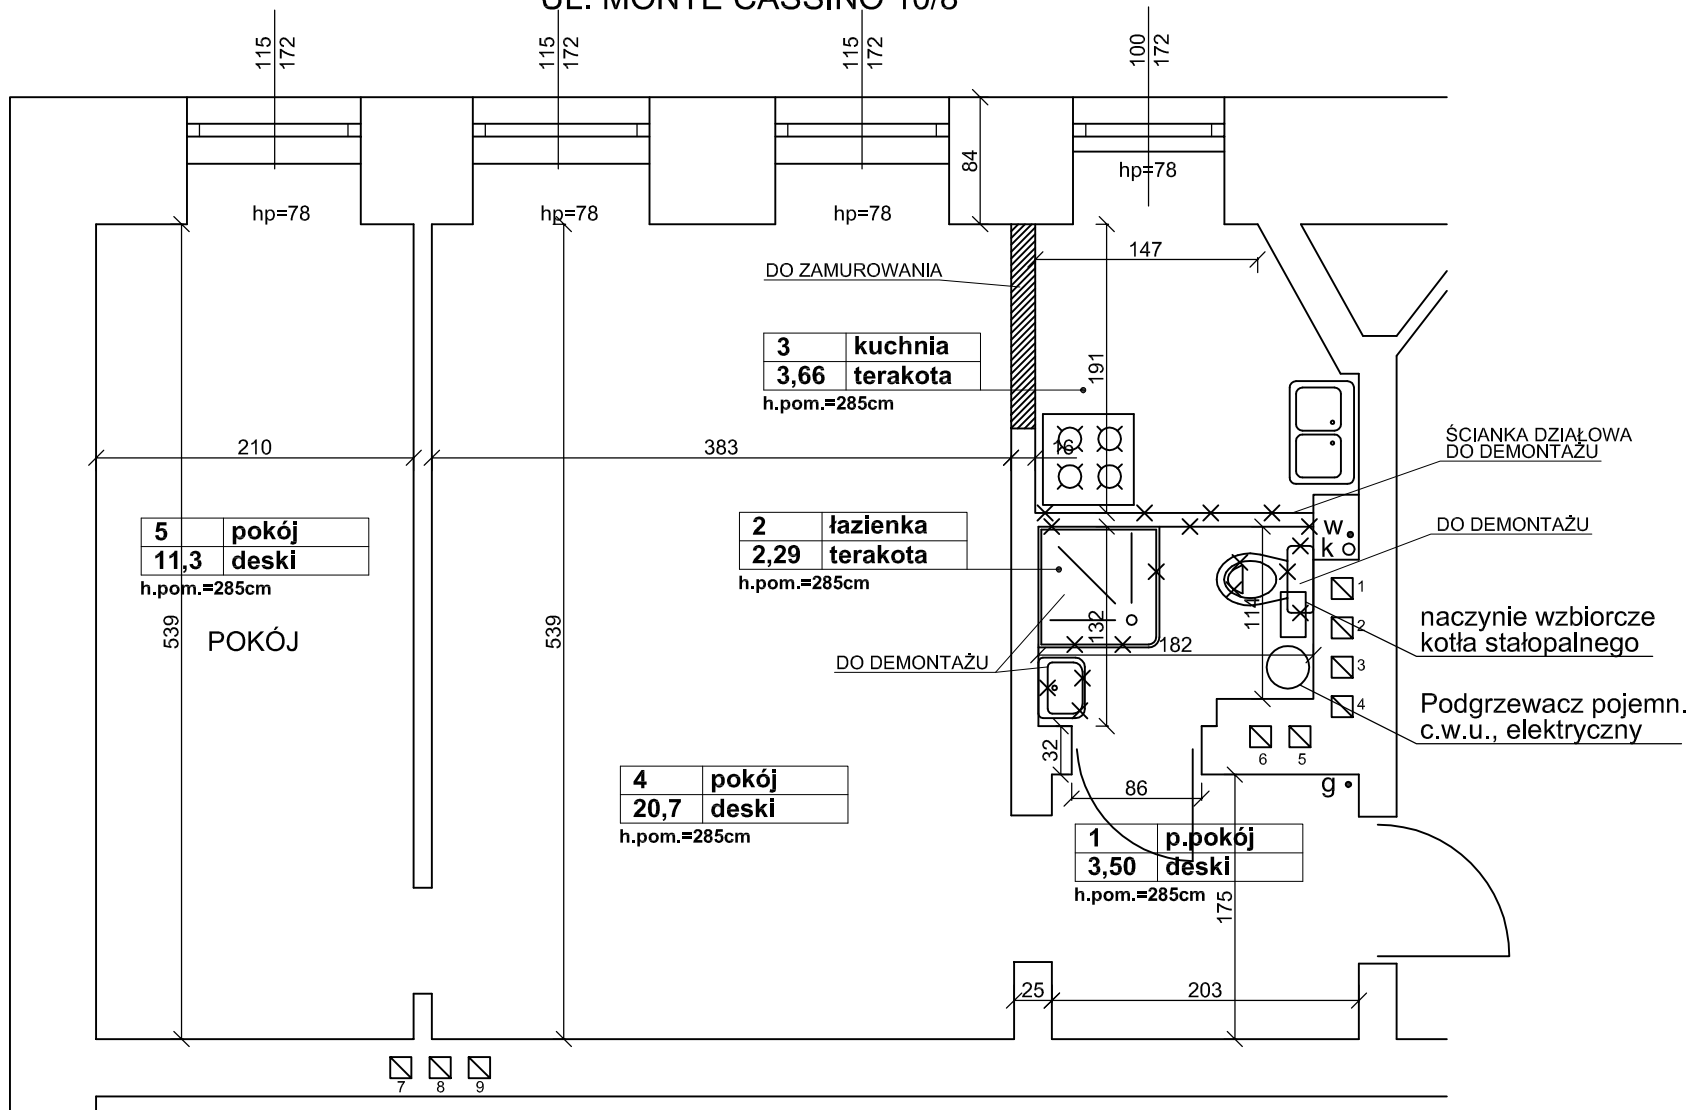 UL. MONTE CASSINO 10/8
115
172
115
172
115
172
100
172
84
hp=78
hp=78
hp=78
hp=78
147
DO ZAMUROWANIA
3 kuchnia
3,66 terakota
h.pom.=285cm
191
210
383
16
ŚCIANKA DZIAŁOWA
DO DEMONTAŻU
5 pokój
11,3 deski
h.pom.=285cm
2 łazienka
2,29 terakota
h.pom.=285cm
w
k
DO DEMONTAŻU
539
POKÓJ
539
132
114
182
1
2
3
4
naczynie wzbiorcze
kotła stałopalnego
DO DEMONTAŻU
Podgrzewacz pojemn.
c.w.u., elektryczny
32
6
5
4 pokój
20,7 deski
h.pom.=285cm
86
g
1 p.pokój
3,50 deski
h.pom.=285cm
175
25
203
7
8
9